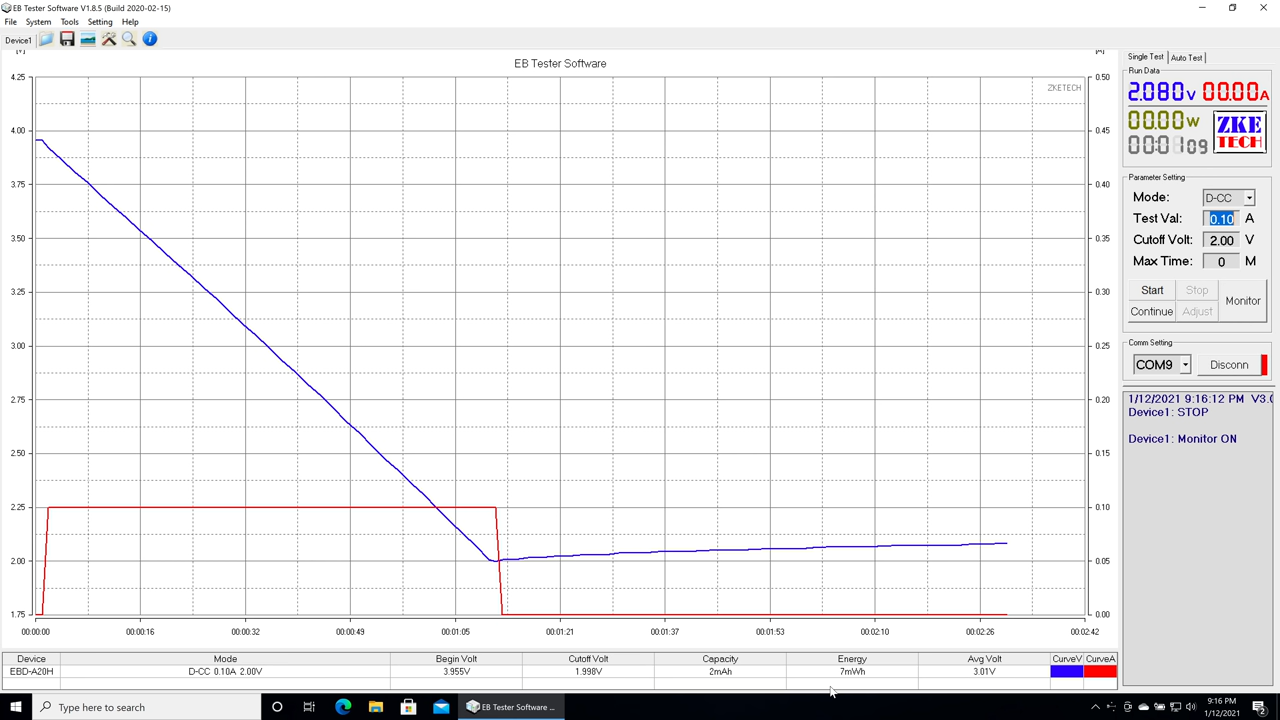 EB Tester Software V1.8.5 (Build 2020-02-15)
File System Tools Setting Help
Device1
[V] EB Tester Software [A]
ZKETECH
4.25
4.00
3.75
3.50
3.25
3.00
2.75
2.50
2.25
2.00
1.75
0.50
0.45
0.40
0.35
0.30
0.25
0.20
0.15
0.10
0.05
0.00
00:00:00 00:00:16 00:00:32 00:00:49 00:01:05 00:01:21 00:01:37 00:01:53 00:02:10 00:02:26 00:02:42
Device Mode Begin Volt Cutoff Volt Capacity Energy Avg Volt CurveV CurveA
EBD-A20H D-CC 0.10A 2.00V 3.955V 1.998V 2mAh 7mWh 3.01V
Single Test Auto Test
Run Data
2.080V 00.00A
00.00W
00:0109
ZKE
TECH
Parameter Setting
Mode: D-CC
Test Val: 0.10 A
Cutoff Volt: 2.00 V
Max Time: 0 M
Start Stop Monitor
Continue Adjust
Comm Setting
COM9 Disconn
1/12/2021 9:16:12 PM V3.0
Device1: STOP
Device1: Monitor ON
Type here to search
EB Tester Software ...
9:16 PM
1/12/2021
2